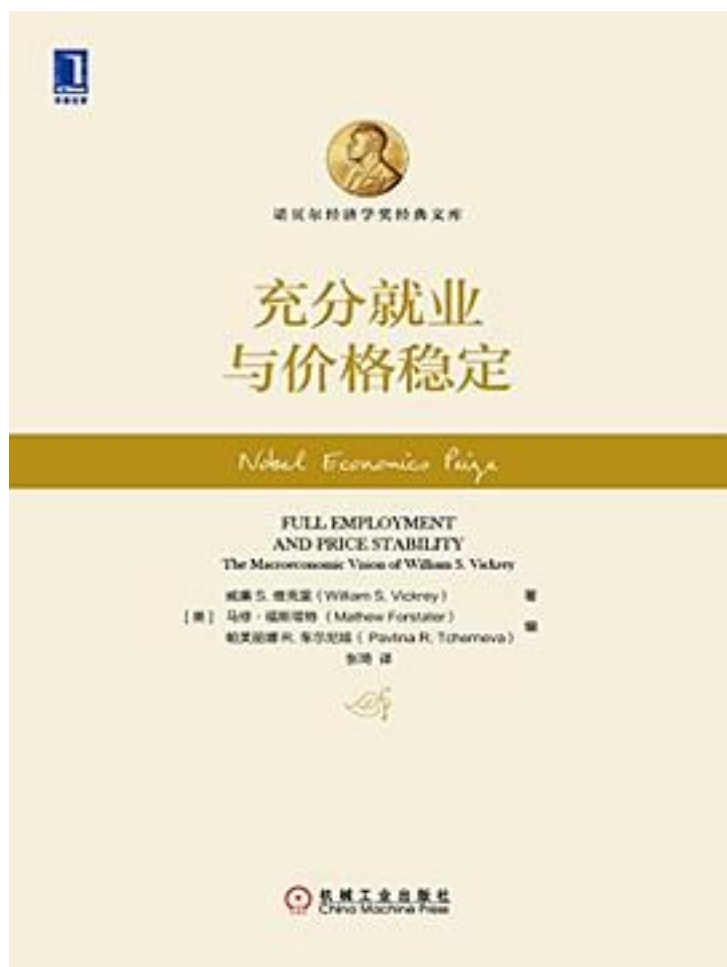 诺贝尔经济学奖经典文库
充分就业
与价格稳定
Nobel Economics Prize
FULL EMPLOYMENT
AND PRICE STABILITY
The Macroeconomic Vision of William S. Vickrey
威廉 S. 维克里（William S. Vickrey） 著
[美] 马修·福斯塔特（Mathew Forstater）
帕芙丽娜 R. 车尔尼娃（Pavlina R. Tcherneva） 编
张琦 译
机械工业出版社
China Machine Press